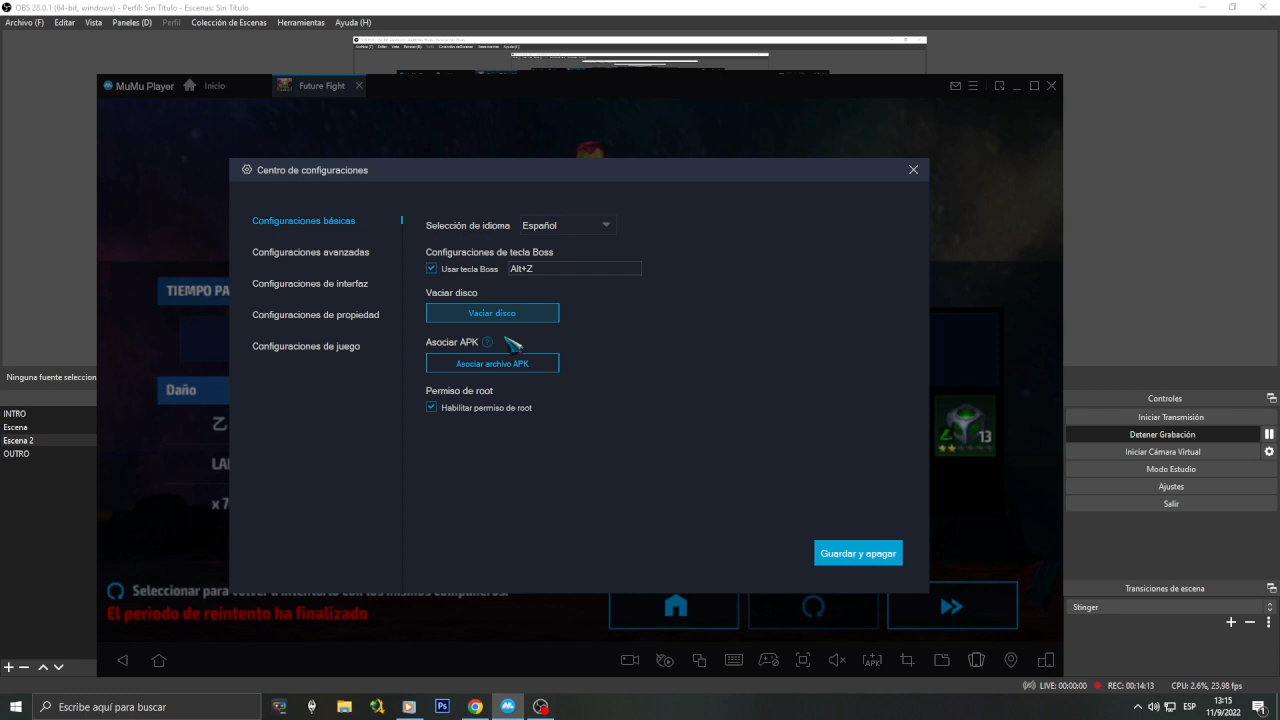 OBS 28.0.1 (64-bit, windows) - Perfil: Sin Título - Escenas: Sin Título
Archivo (F) Editar Vista Paneles (D) Perfil Colección de Escenas Herramientas Ayuda (H)
MuMu Player Inicio Future Fight
Centro de configuraciones
Configuraciones básicas
Configuraciones avanzadas
Configuraciones de interfaz
Configuraciones de propiedad
Configuraciones de juego
Selección de idioma Español
Configuraciones de tecla Boss
Usar tecla Boss Alt+Z
Vaciar disco
Vaciar disco
Asociar APK ?
Asociar archivo APK
Permiso de root
Habilitar permiso de root
Guardar y apagar
TIEMPO PA
Daño
乙
LA
x7
13
Seleccionar para volver a intentarlo con los mismos compañeros.
El periodo de reintento ha finalizado
APK
Ninguna fuente seleccion
INTRO
Escena
Escena 2
OUTRO
Controles
Iniciar Transmisión
Detener Grabación
Iniciar Cámara Virtual
Modo Estudio
Ajustes
Salir
Transiciones de escena
Stinger
LIVE: 00:00:00 REC: 00:14:13 CPU: 2.6%, 23.98 fps
Escribe aquí para buscar
Ps
ESP
13:15
11/9/2022